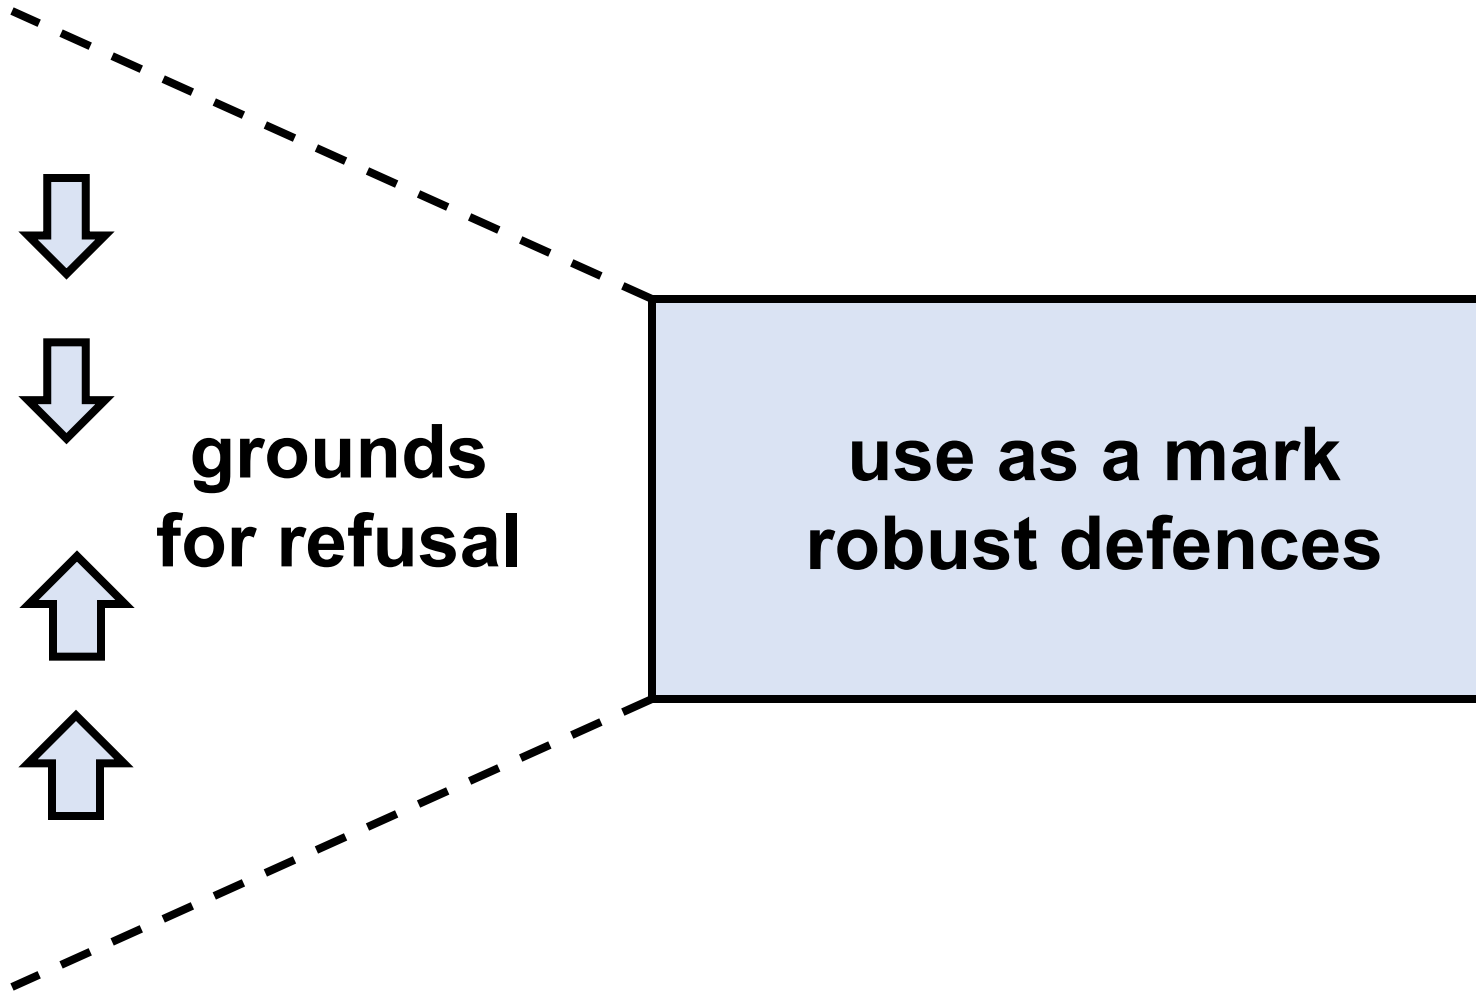 grounds
for refusal
use as a mark
robust defences